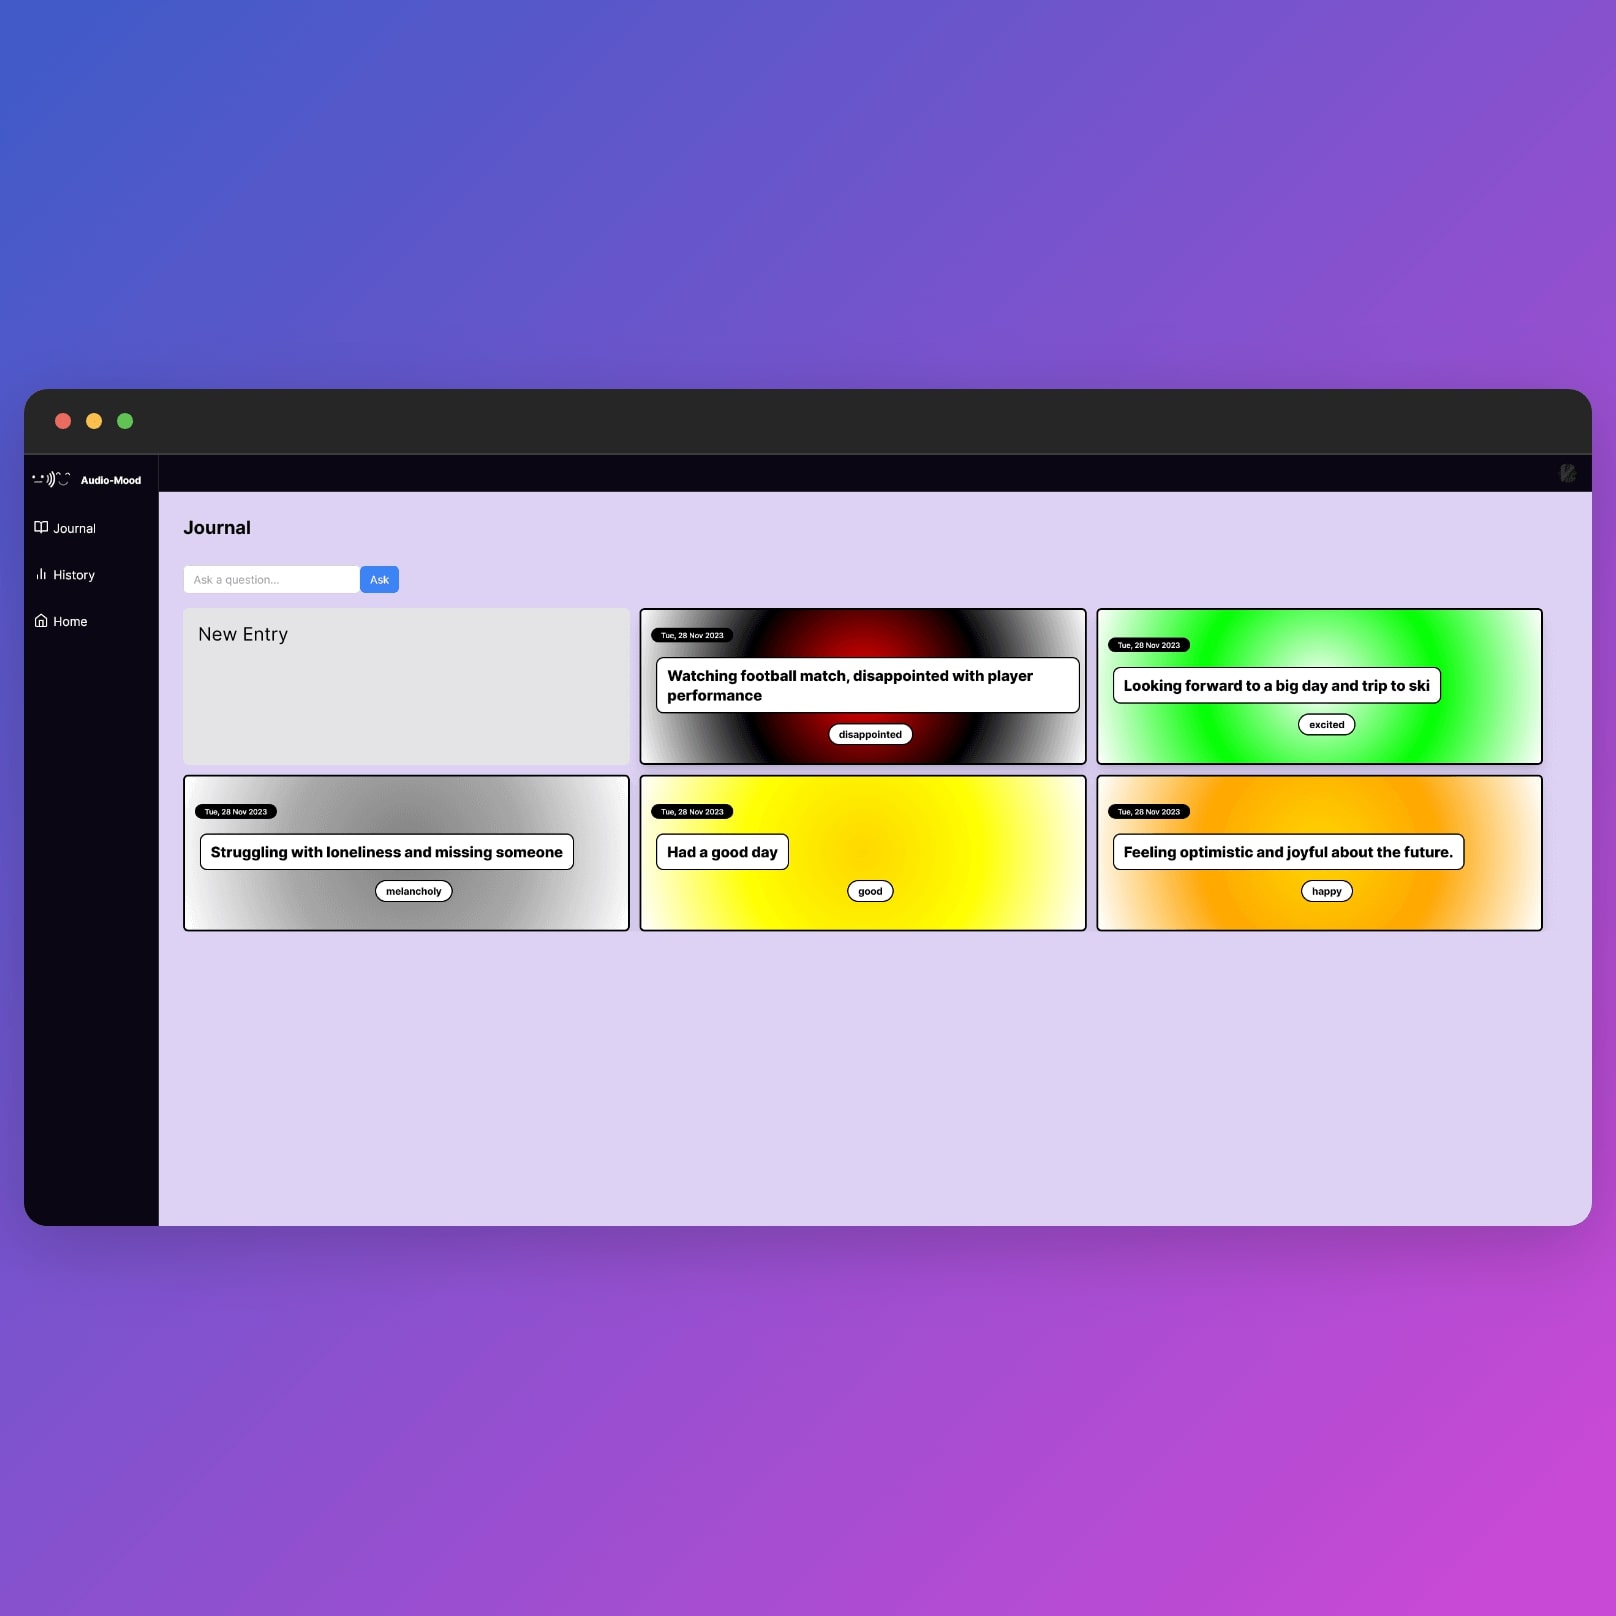 Audio-Mood
Journal
History
Home
Journal
Ask a question...
Ask
New Entry
Tue, 28 Nov 2023
Watching football match, disappointed with player
performance
disappointed
Tue, 28 Nov 2023
Looking forward to a big day and trip to ski
excited
Tue, 28 Nov 2023
Struggling with loneliness and missing someone
melancholy
Tue, 28 Nov 2023
Had a good day
good
Tue, 28 Nov 2023
Feeling optimistic and joyful about the future.
happy